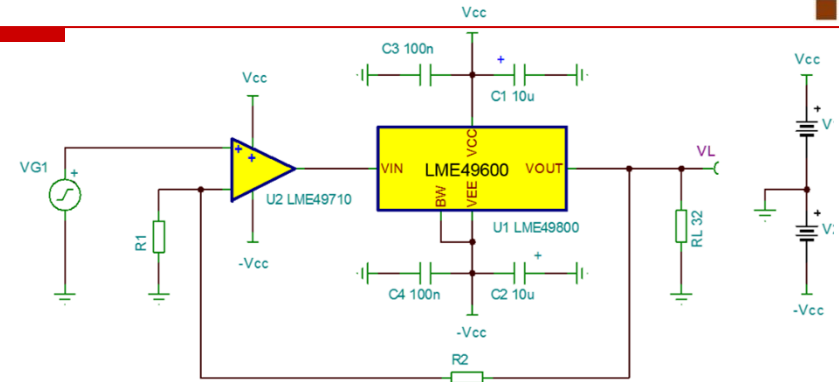 Vcc
C3 100n
+
C1 10u
Vcc
Vcc
+
VG1
+
+
+
VIN
VCC
LME49600
VOUT
VL
BW
VEE
U2 LME49710
U1 LME49800
R1
RL 32
+
-Vcc
+
C4 100n
C2 10u
-Vcc
-Vcc
R2